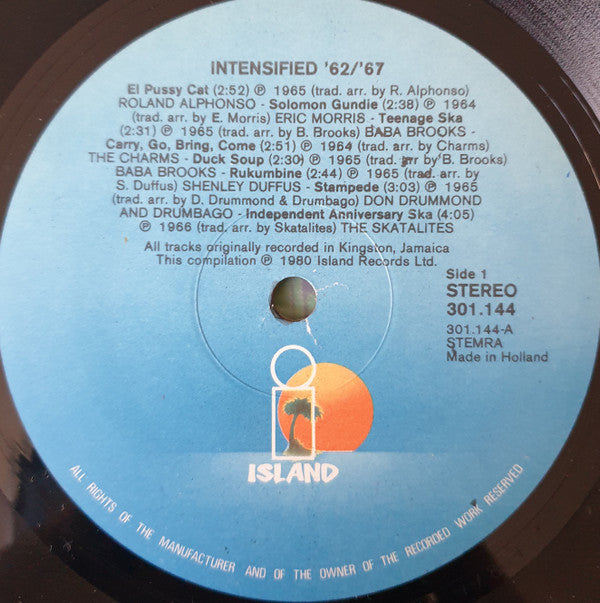 INTENSIFIED '62/'67
El Pussy Cat (2:52) ℗ 1965 (trad. arr. by R. Alphonso)
ROLAND ALPHONSO - Solomon Gundie (2:38) ℗ 1964
(trad. arr. by E. Morris) ERIC MORRIS - Teenage Ska
(2:31) ℗ 1965 (trad. arr. by B. Brooks) BABA BROOKS -
Carry, Go, Bring, Come (2:51) ℗ 1964 (trad. arr. by Charms)
THE CHARMS - Duck Soup (2:30) ℗ 1965 (trad. arr by B. Brooks)
BABA BROOKS - Rukumbine (2:44) ℗ 1965 (trad. arr. by
S. Duffus) SHENLEY DUFFUS - Stampede (3:03) ℗ 1965
(trad. arr. by D. Drummond & Drumbago) DON DRUMMOND
AND DRUMBAGO - Independent Anniversary Ska (4:05)
℗ 1966 (trad. arr. by Skatalites) THE SKATALITES
All tracks originally recorded in Kingston, Jamaica
This compilation ℗ 1980 Island Records Ltd.
Side 1
STEREO
301.144
301.144-A
STEMRA
Made in Holland
i
ISLAND
ALL RIGHTS OF THE MANUFACTURER AND OF THE OWNER OF THE RECORDED WORK RESERVED